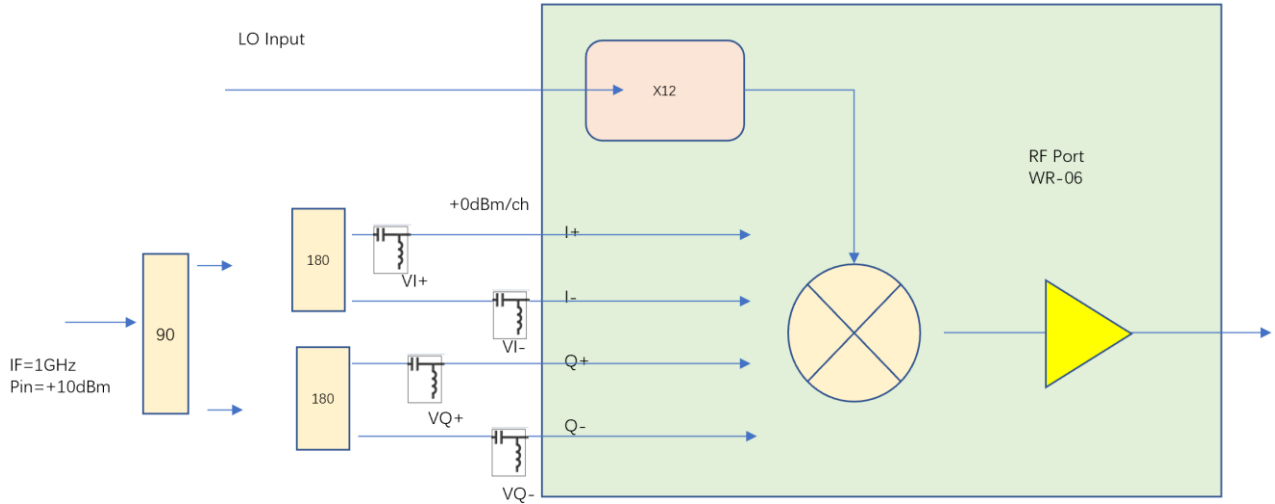 LO Input
X12
RF Port
WR-06
+0dBm/ch
I+
180
VI+
I-
90
VI-
IF=1GHz
Pin=+10dBm
Q+
180
VQ+
Q-
VQ-